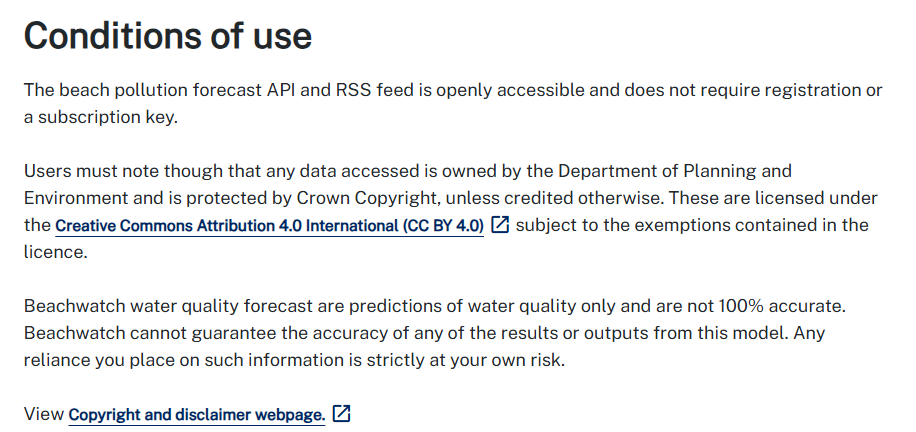 Conditions of use
The beach pollution forecast API and RSS feed is openly accessible and does not require registration or
a subscription key.
Users must note though that any data accessed is owned by the Department of Planning and
Environment and is protected by Crown Copyright, unless credited otherwise. These are licensed under
the Creative Commons Attribution 4.0 International (CC BY 4.0) subject to the exemptions contained in the
licence.
Beachwatch water quality forecast are predictions of water quality only and are not 100% accurate.
Beachwatch cannot guarantee the accuracy of any of the results or outputs from this model. Any
reliance you place on such information is strictly at your own risk.
View Copyright and disclaimer webpage.